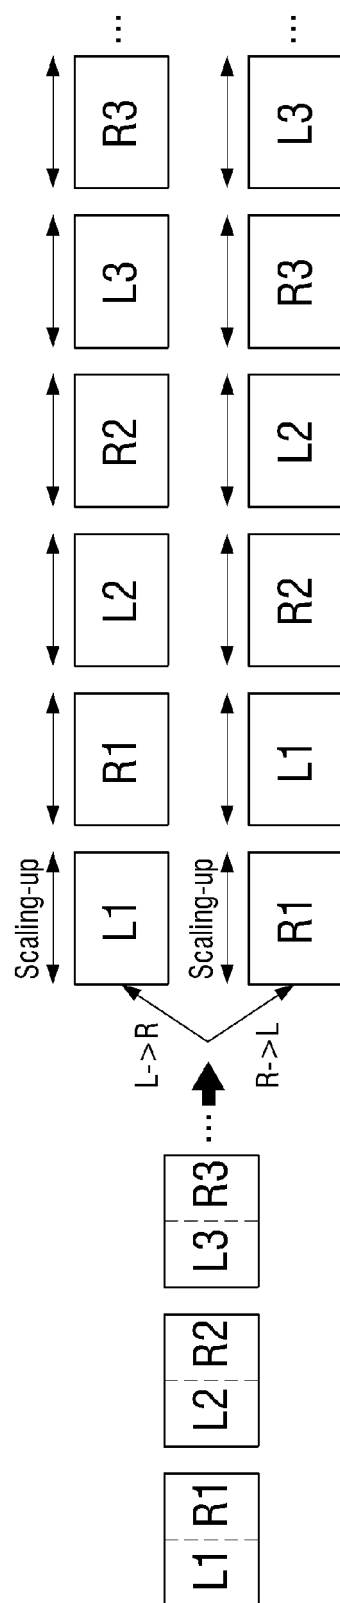 L1 R1 L2 R2 L3 R3 ...
L->R
R->L
Scaling-up
L1 R1 L2 R2 L3 R3 ...
Scaling-up
R1 L1 R2 L2 R3 L3 ...